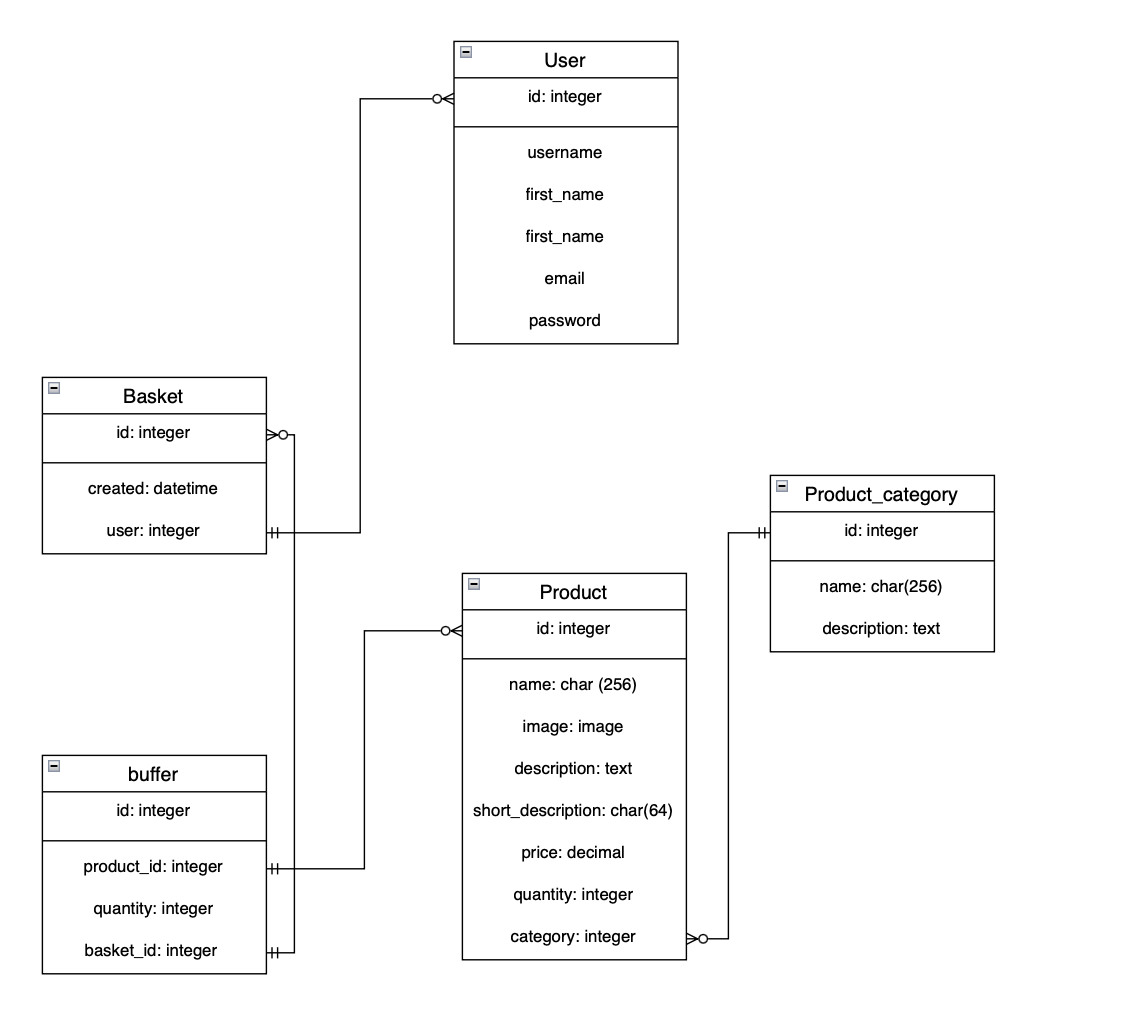 User
id: integer
username
first_name
first_name
email
password
Basket
id: integer
created: datetime
user: integer
Product_category
id: integer
name: char(256)
description: text
Product
id: integer
name: char (256)
image: image
description: text
short_description: char(64)
price: decimal
quantity: integer
category: integer
buffer
id: integer
product_id: integer
quantity: integer
basket_id: integer